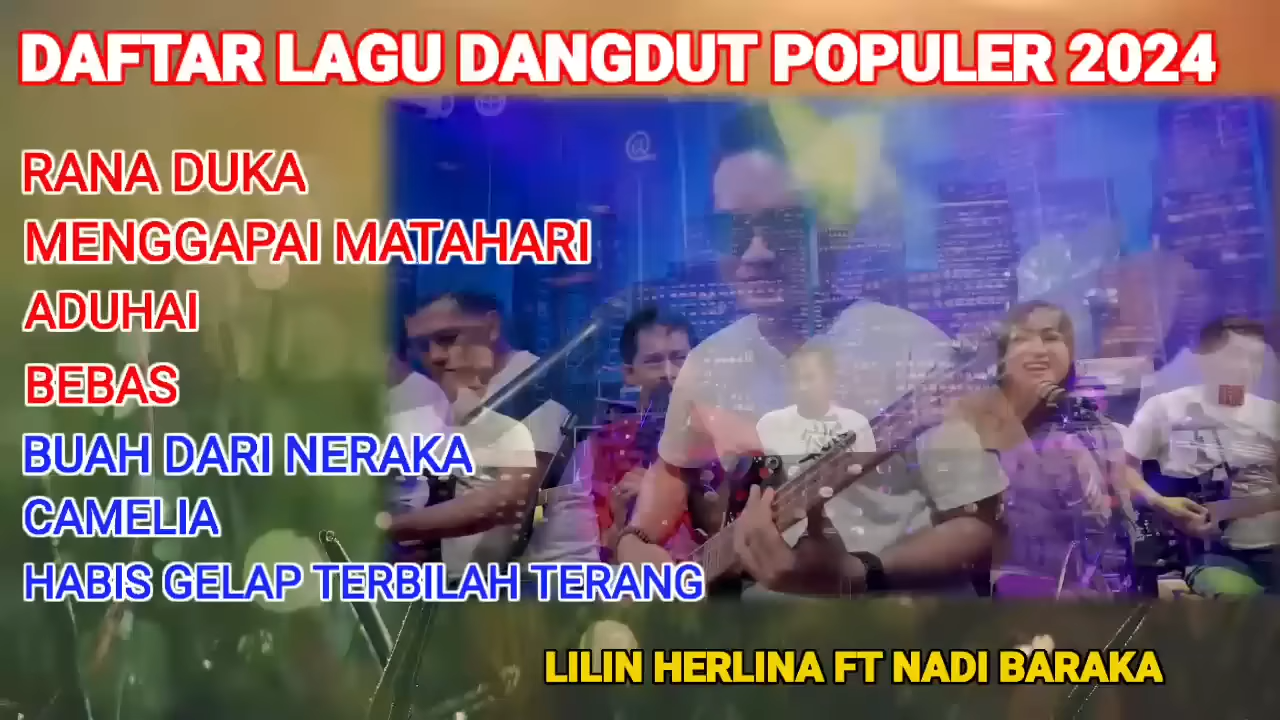 DAFTAR LAGU DANGDUT POPULER 2024
RANA DUKA
MENGGAPAI MATAHARI
ADUHAI
BEBAS
BUAH DARI NERAKA
CAMELIA
HABIS GELAP TERBILAH TERANG
LILIN HERLINA FT NADI BARAKA